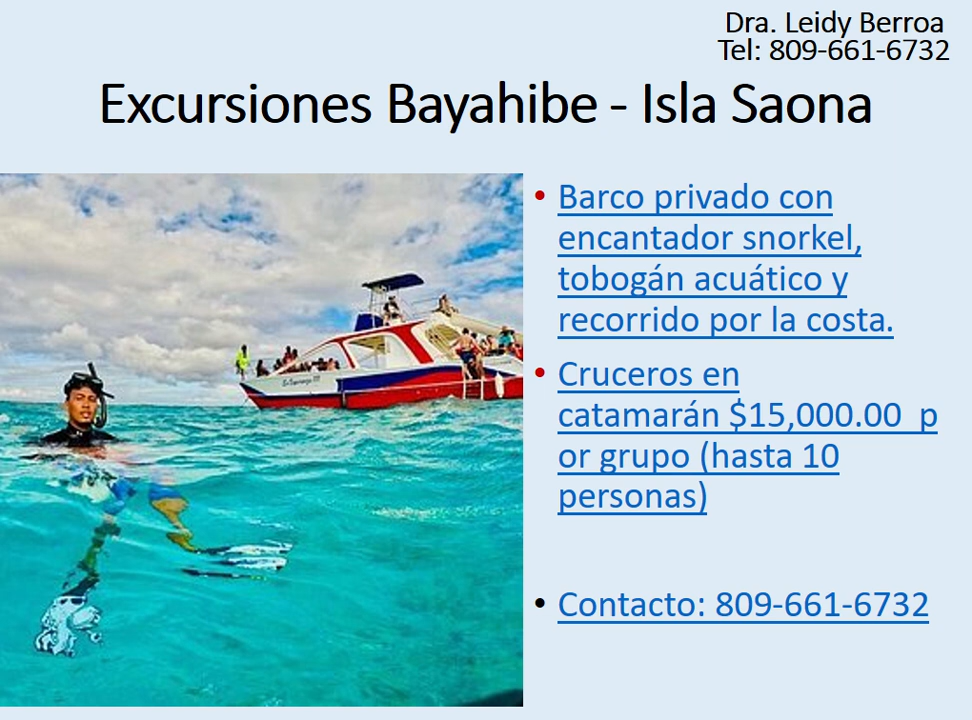 Dra. Leidy Berroa
Tel: 809-661-6732
Excursiones Bayahibe - Isla Saona
• Barco privado con
encantador snorkel,
tobogán acuático y
recorrido por la costa.
• Cruceros en
catamarán $15,000.00  p
or grupo (hasta 10
personas)
• Contacto: 809-661-6732